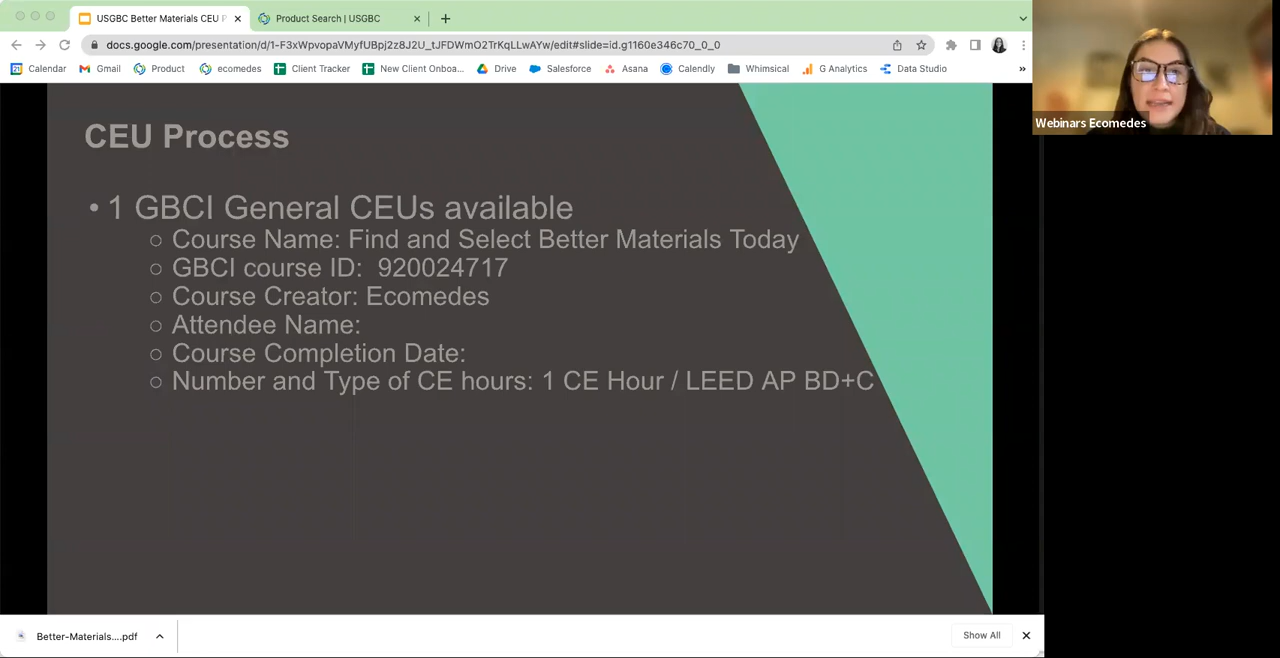 USGBC Better Materials CEU P
Product Search | USGBC
docs.google.com/presentation/d/1-F3xWpvopaVMyfUBpj2z8J2U_tJFDWmO2TrKqLLwAYw/edit#slide=id.g1160e346c70_0_0
Calendar
Gmail
Product
ecomedes
Client Tracker
New Client Onboa...
Drive
Salesforce
Asana
Calendly
Whimsical
G Analytics
Data Studio
»
Webinars Ecomedes
CEU Process
• 1 GBCI General CEUs available
○ Course Name: Find and Select Better Materials Today
○ GBCI course ID:  920024717
○ Course Creator: Ecomedes
○ Attendee Name:
○ Course Completion Date:
○ Number and Type of CE hours: 1 CE Hour / LEED AP BD+C
Better-Materials....pdf
Show All